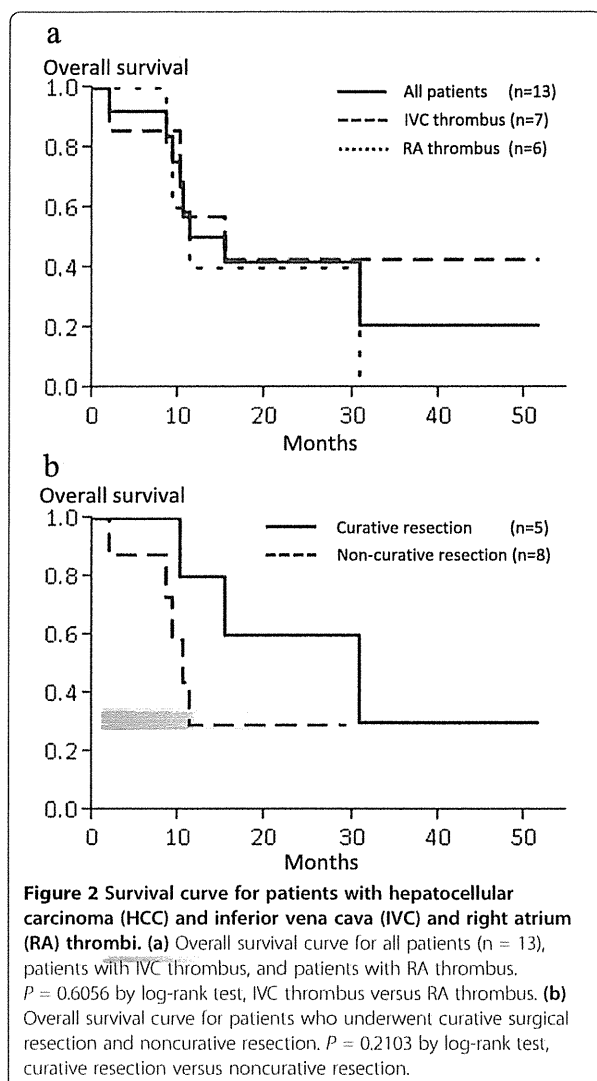 a
Overall survival
1.0
0.8
0.6
0.4
0.2
0.0
All patients (n=13)
IVC thrombus (n=7)
RA thrombus (n=6)
0 10 20 30 40 50
Months
b
Overall survival
1.0
0.8
0.6
0.4
0.2
0.0
Curative resection (n=5)
Non-curative resection (n=8)
0 10 20 30 40 50
Months
Figure 2 Survival curve for patients with hepatocellular
carcinoma (HCC) and inferior vena cava (IVC) and right atrium
(RA) thrombi. (a) Overall survival curve for all patients (n = 13),
patients with IVC thrombus, and patients with RA thrombus.
P = 0.6056 by log-rank test, IVC thrombus versus RA thrombus. (b)
Overall survival curve for patients who underwent curative surgical
resection and noncurative resection. P = 0.2103 by log-rank test,
curative resection versus noncurative resection.